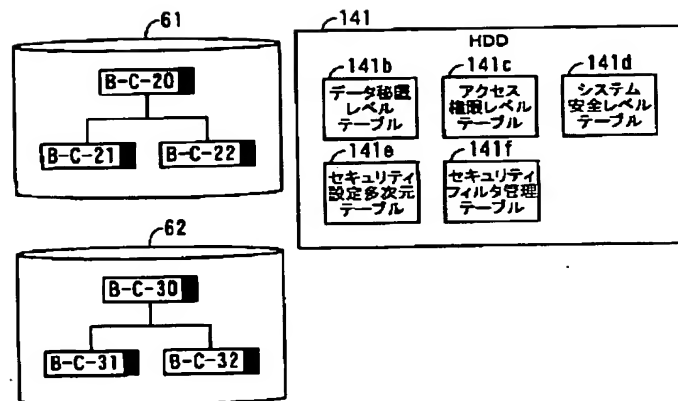 61
B-C-20
B-C-21
B-C-22
62
B-C-30
B-C-31
B-C-32
141
HDD
141b
データ秘匿
レベル
テーブル
141c
アクセス
権限レベル
テーブル
141d
システム
安全レベル
テーブル
141e
セキュリティ
設定多次元
テーブル
141f
セキュリティ
フィルタ管理
テーブル